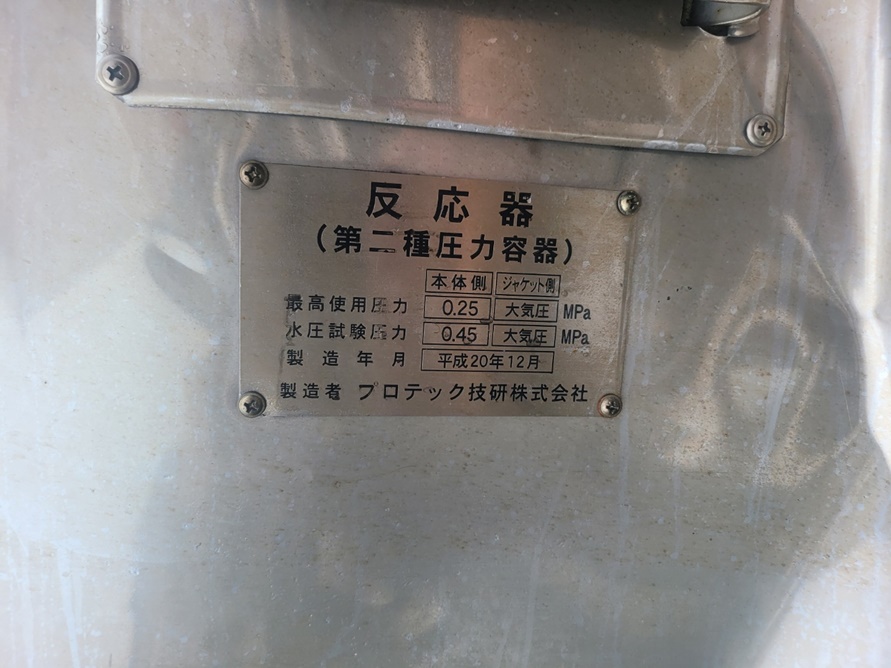 反応器
(第二種圧力容器)
本体側 ジャケット側
最高使用圧力 0.25 大気圧 MPa
水圧試験圧力 0.45 大気圧 MPa
製造年月 平成20年12月
製造者 プロテック技研株式会社